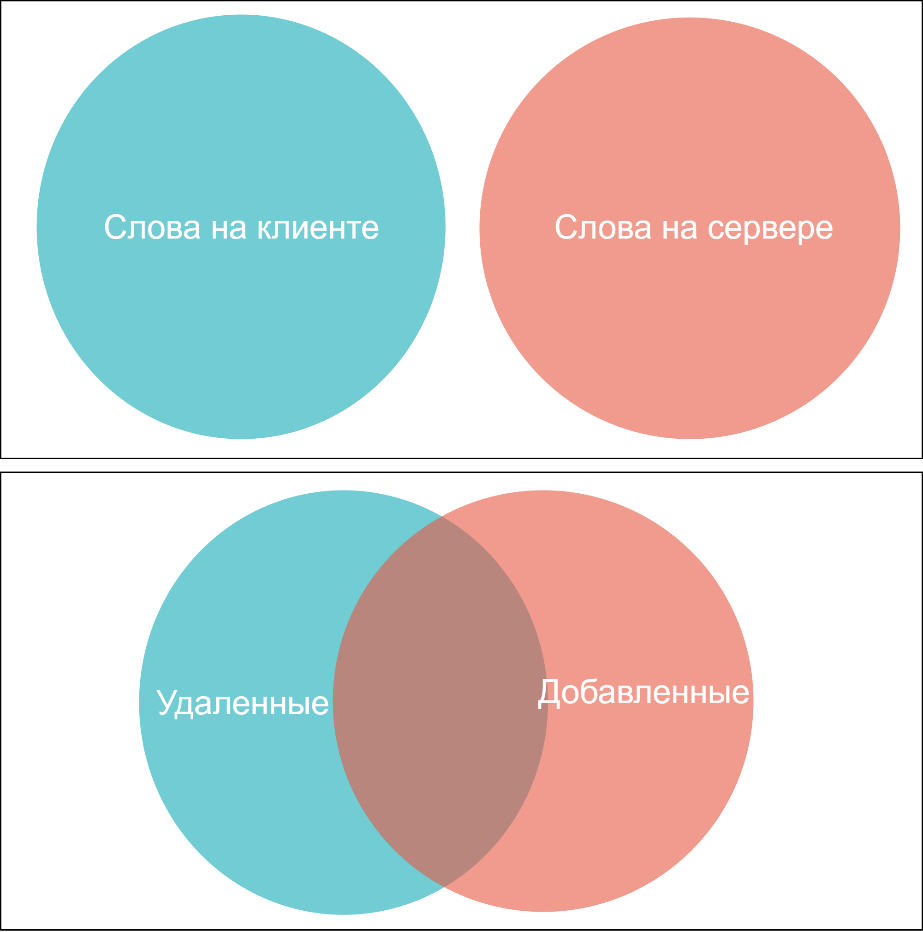 Слова на клиенте
Слова на сервере
Удаленные
Добавленные